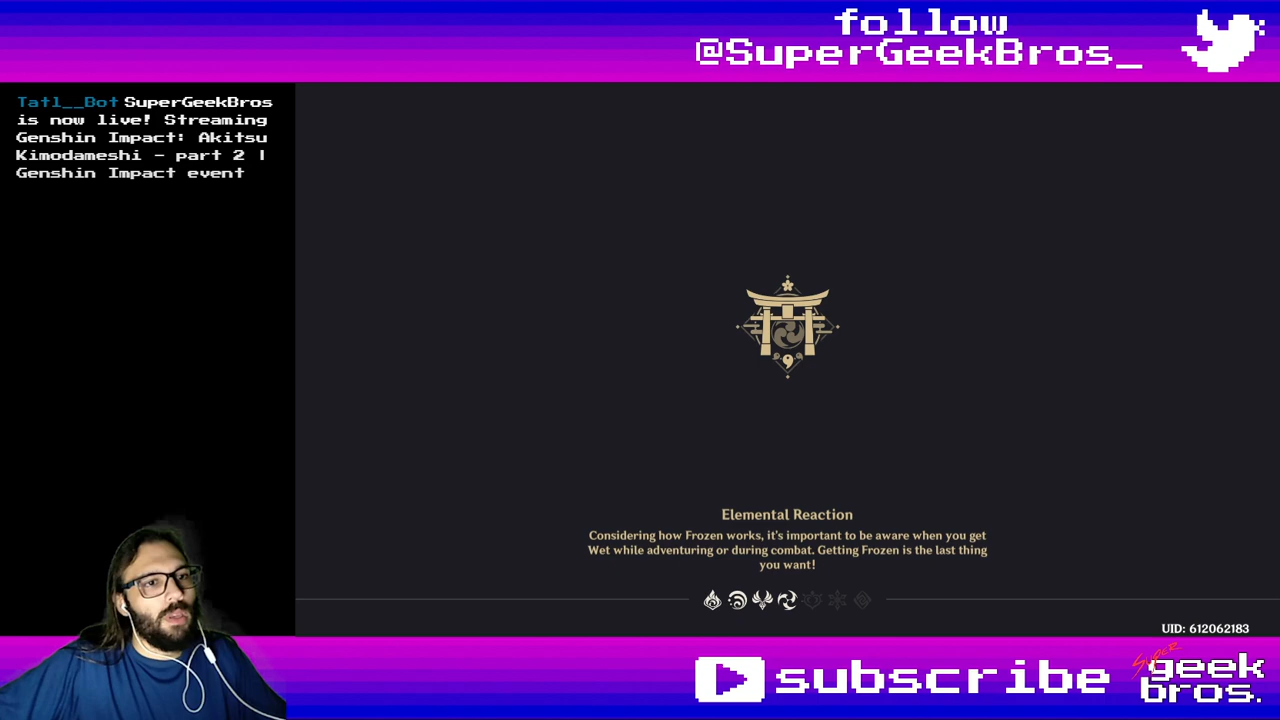 follow
@SuperGeekBros_
Tatl__Bot SuperGeekBros
is now live! Streaming
Genshin Impact: Akitsu
Kimodameshi - part 2 |
Genshin Impact event
Elemental Reaction
Considering how Frozen works, it's important to be aware when you get
Wet while adventuring or during combat. Getting Frozen is the last thing
you want!
UID: 612062183
subscribe
SUPER
geek
bros.